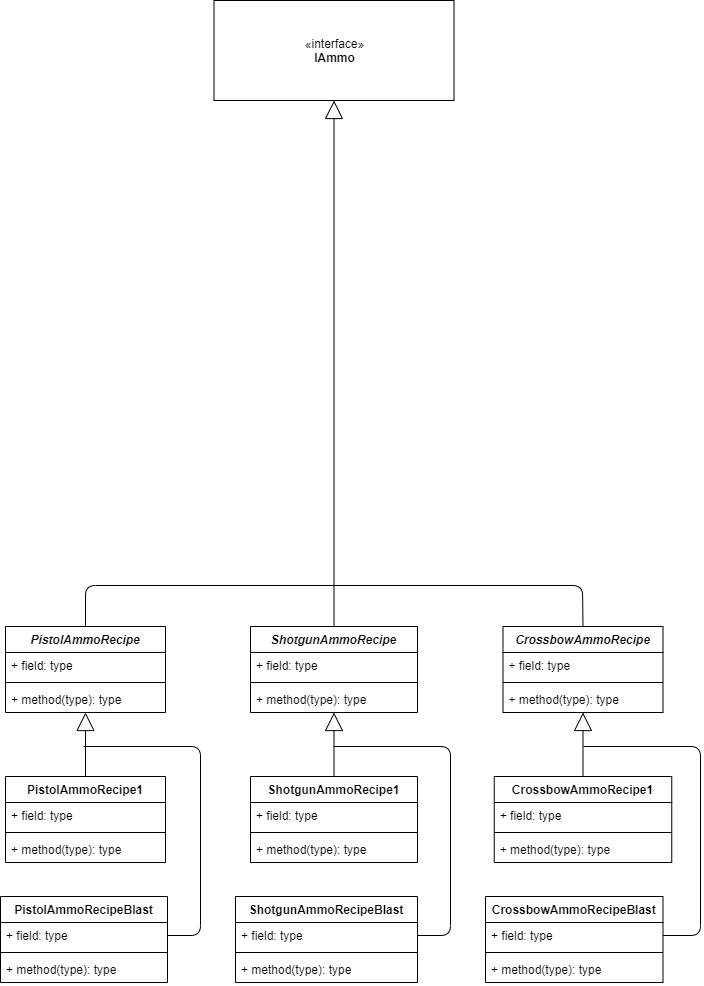 «interface»
IAmmo
PistolAmmoRecipe
+ field: type
+ method(type): type
ShotgunAmmoRecipe
+ field: type
+ method(type): type
CrossbowAmmoRecipe
+ field: type
+ method(type): type
PistolAmmoRecipe1
+ field: type
+ method(type): type
ShotgunAmmoRecipe1
+ field: type
+ method(type): type
CrossbowAmmoRecipe1
+ field: type
+ method(type): type
PistolAmmoRecipeBlast
+ field: type
+ method(type): type
ShotgunAmmoRecipeBlast
+ field: type
+ method(type): type
CrossbowAmmoRecipeBlast
+ field: type
+ method(type): type